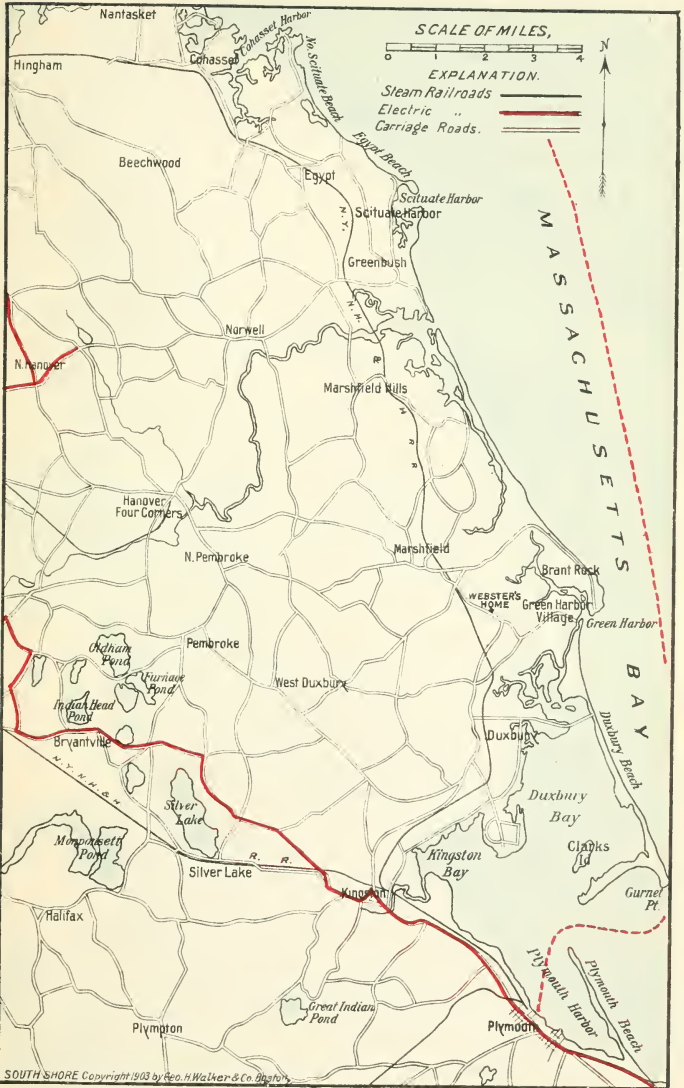 Nantasket
Cohasset Harbor
Cohasset
Hingham
No. Scituate Beach
SCALE OF MILES,
0 1 2 3 4
N
EXPLANATION.
Steam Railroads
Electric "
Carriage Roads.
Beechwood
Egypt Beach
Egypt
Scituate Harbor
Scituate Harbor
N.Y.
Greenbush
N.H.
MASSACHUSETTS BAY
Norwell
N. Hanover
&
Marshfield Hills
H
R
R
Hanover
Four Corners
N. Pembroke
Marshfield
Brant Rock
WEBSTER'S
HOME
Green Harbor
Village
Green Harbor
Oldham
Pond
Pembroke
Furnace
Pond
West Duxbury
Indian Head
Pond
Bryantville
Duxbury
Duxbury Beach
N.Y.N.H.& H
R. R.
Silver
Lake
Duxbury
Bay
Monponsett
Pond
Silver Lake
Kingston
Bay
Clarks
Id
Kingston
Gurnet
Pt.
Halifax
Great Indian
Pond
Plymouth Harbor
Plymouth Beach
Plympton
Plymouth
SOUTH SHORE Copyright 1903 by Geo. H. Walker & Co. Boston